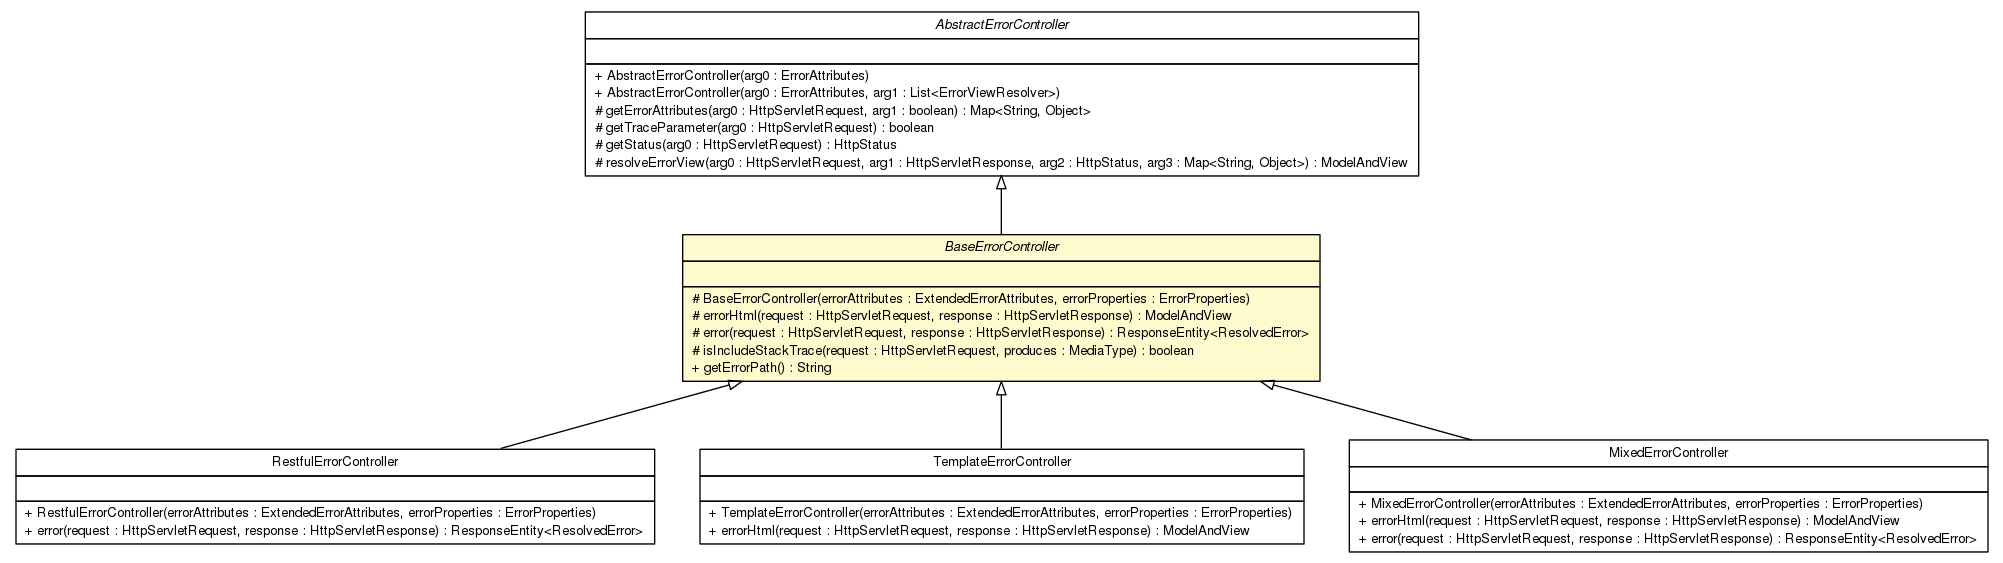 AbstractErrorController
+ AbstractErrorController(arg0 : ErrorAttributes)
+ AbstractErrorController(arg0 : ErrorAttributes, arg1 : List<ErrorViewResolver>)
# getErrorAttributes(arg0 : HttpServletRequest, arg1 : boolean) : Map<String, Object>
# getTraceParameter(arg0 : HttpServletRequest) : boolean
# getStatus(arg0 : HttpServletRequest) : HttpStatus
# resolveErrorView(arg0 : HttpServletRequest, arg1 : HttpServletResponse, arg2 : HttpStatus, arg3 : Map<String, Object>) : ModelAndView
BaseErrorController
# BaseErrorController(errorAttributes : ExtendedErrorAttributes, errorProperties : ErrorProperties)
# errorHtml(request : HttpServletRequest, response : HttpServletResponse) : ModelAndView
# error(request : HttpServletRequest, response : HttpServletResponse) : ResponseEntity<ResolvedError>
# isIncludeStackTrace(request : HttpServletRequest, produces : MediaType) : boolean
+ getErrorPath() : String
RestfulErrorController
+ RestfulErrorController(errorAttributes : ExtendedErrorAttributes, errorProperties : ErrorProperties)
+ error(request : HttpServletRequest, response : HttpServletResponse) : ResponseEntity<ResolvedError>
TemplateErrorController
+ TemplateErrorController(errorAttributes : ExtendedErrorAttributes, errorProperties : ErrorProperties)
+ errorHtml(request : HttpServletRequest, response : HttpServletResponse) : ModelAndView
MixedErrorController
+ MixedErrorController(errorAttributes : ExtendedErrorAttributes, errorProperties : ErrorProperties)
+ errorHtml(request : HttpServletRequest, response : HttpServletResponse) : ModelAndView
+ error(request : HttpServletRequest, response : HttpServletResponse) : ResponseEntity<ResolvedError>